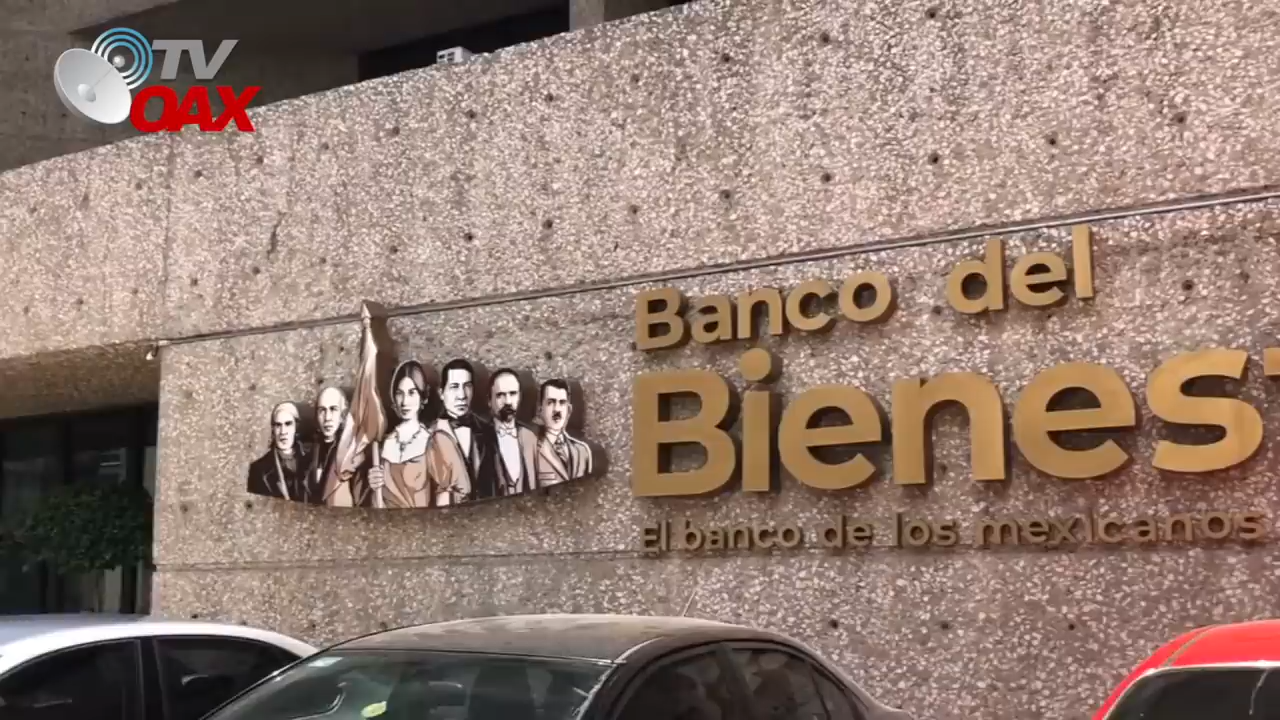 TV
OAX
Banco del
Bienes
El banco de los mexicanos